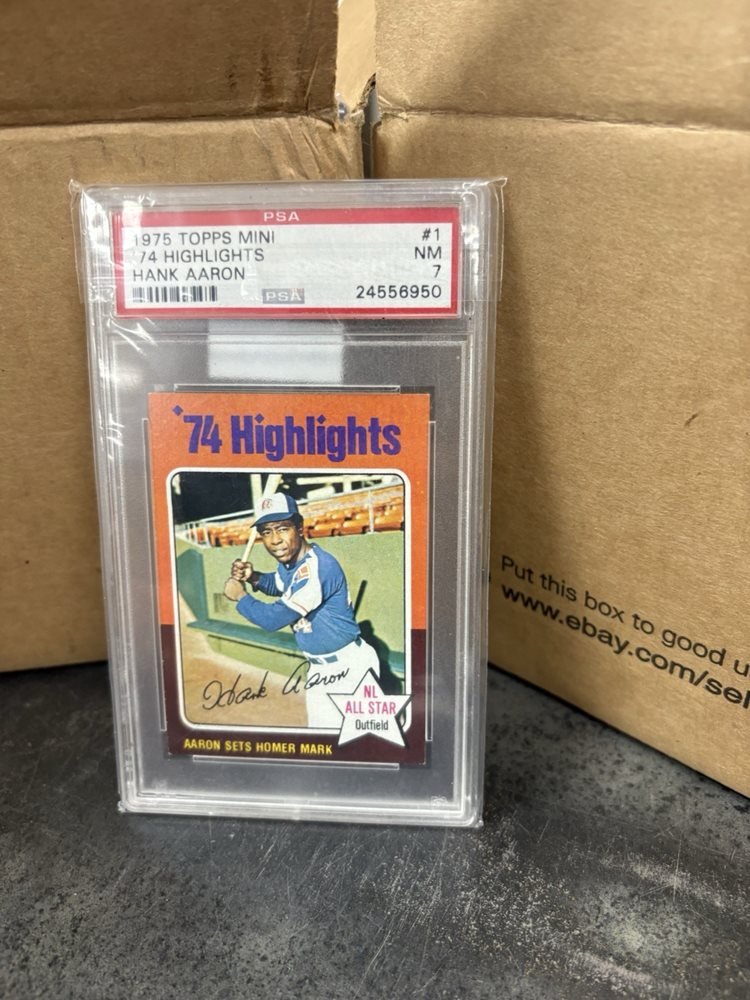 PSA
1975 TOPPS MINI #1
'74 HIGHLIGHTS NM
HANK AARON 7
PSA 24556950
'74 Highlights
Hank Aaron
NL
ALL STAR
Outfield
AARON SETS HOMER MARK
Put this box to good
www.ebay.com/sel